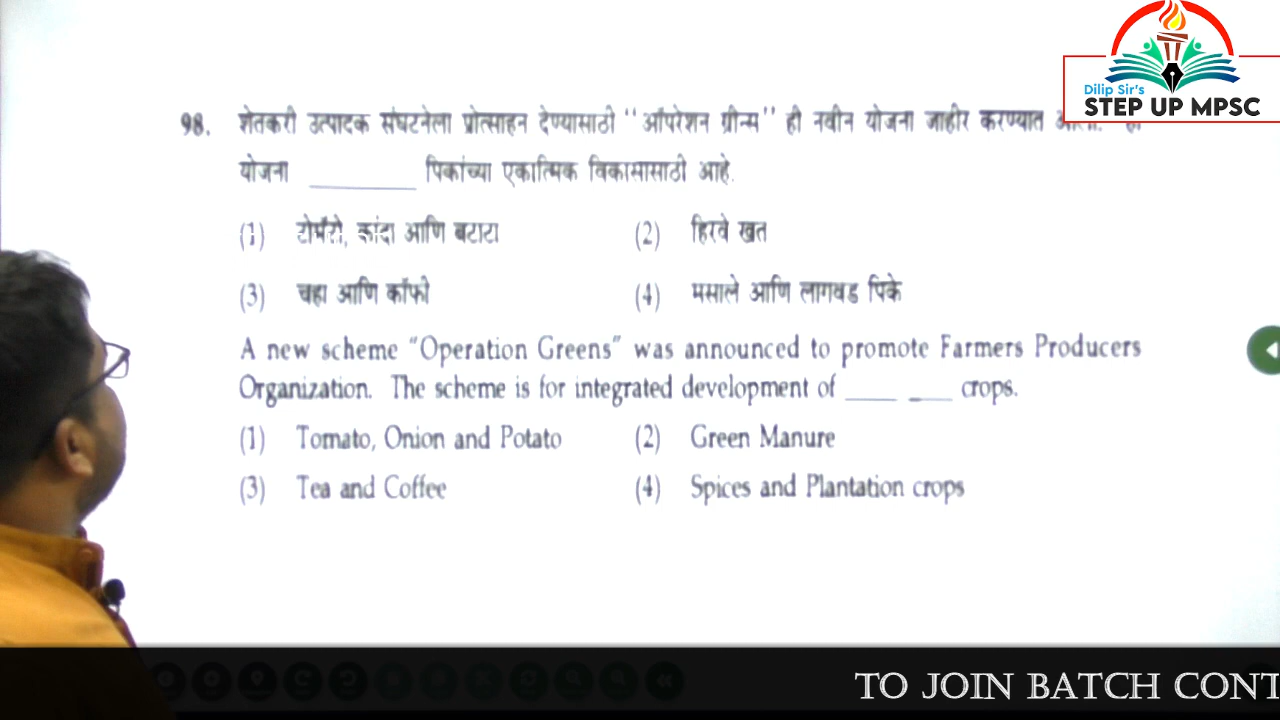 Dilip Sir's
STEP UP MPSC
98. शेतकरी उत्पादक संघटनेला प्रोत्साहन देण्यासाठी "ऑपरेशन ग्रीन्स" ही नवीन योजना जाहीर करण्यात
योजना ________ पिकांच्या एकात्मिक विकासासाठी आहे.
(1) टोमॅटो, कांदा आणि बटाटा (2) हिरवे खत
(3) चहा आणि कॉफी (4) मसाले आणि लागवड पिके
A new scheme "Operation Greens" was announced to promote Farmers Producers
Organization. The scheme is for integrated development of ____ ____ crops.
(1) Tomato, Onion and Potato (2) Green Manure
(3) Tea and Coffee (4) Spices and Plantation crops
TO JOIN BATCH CONT